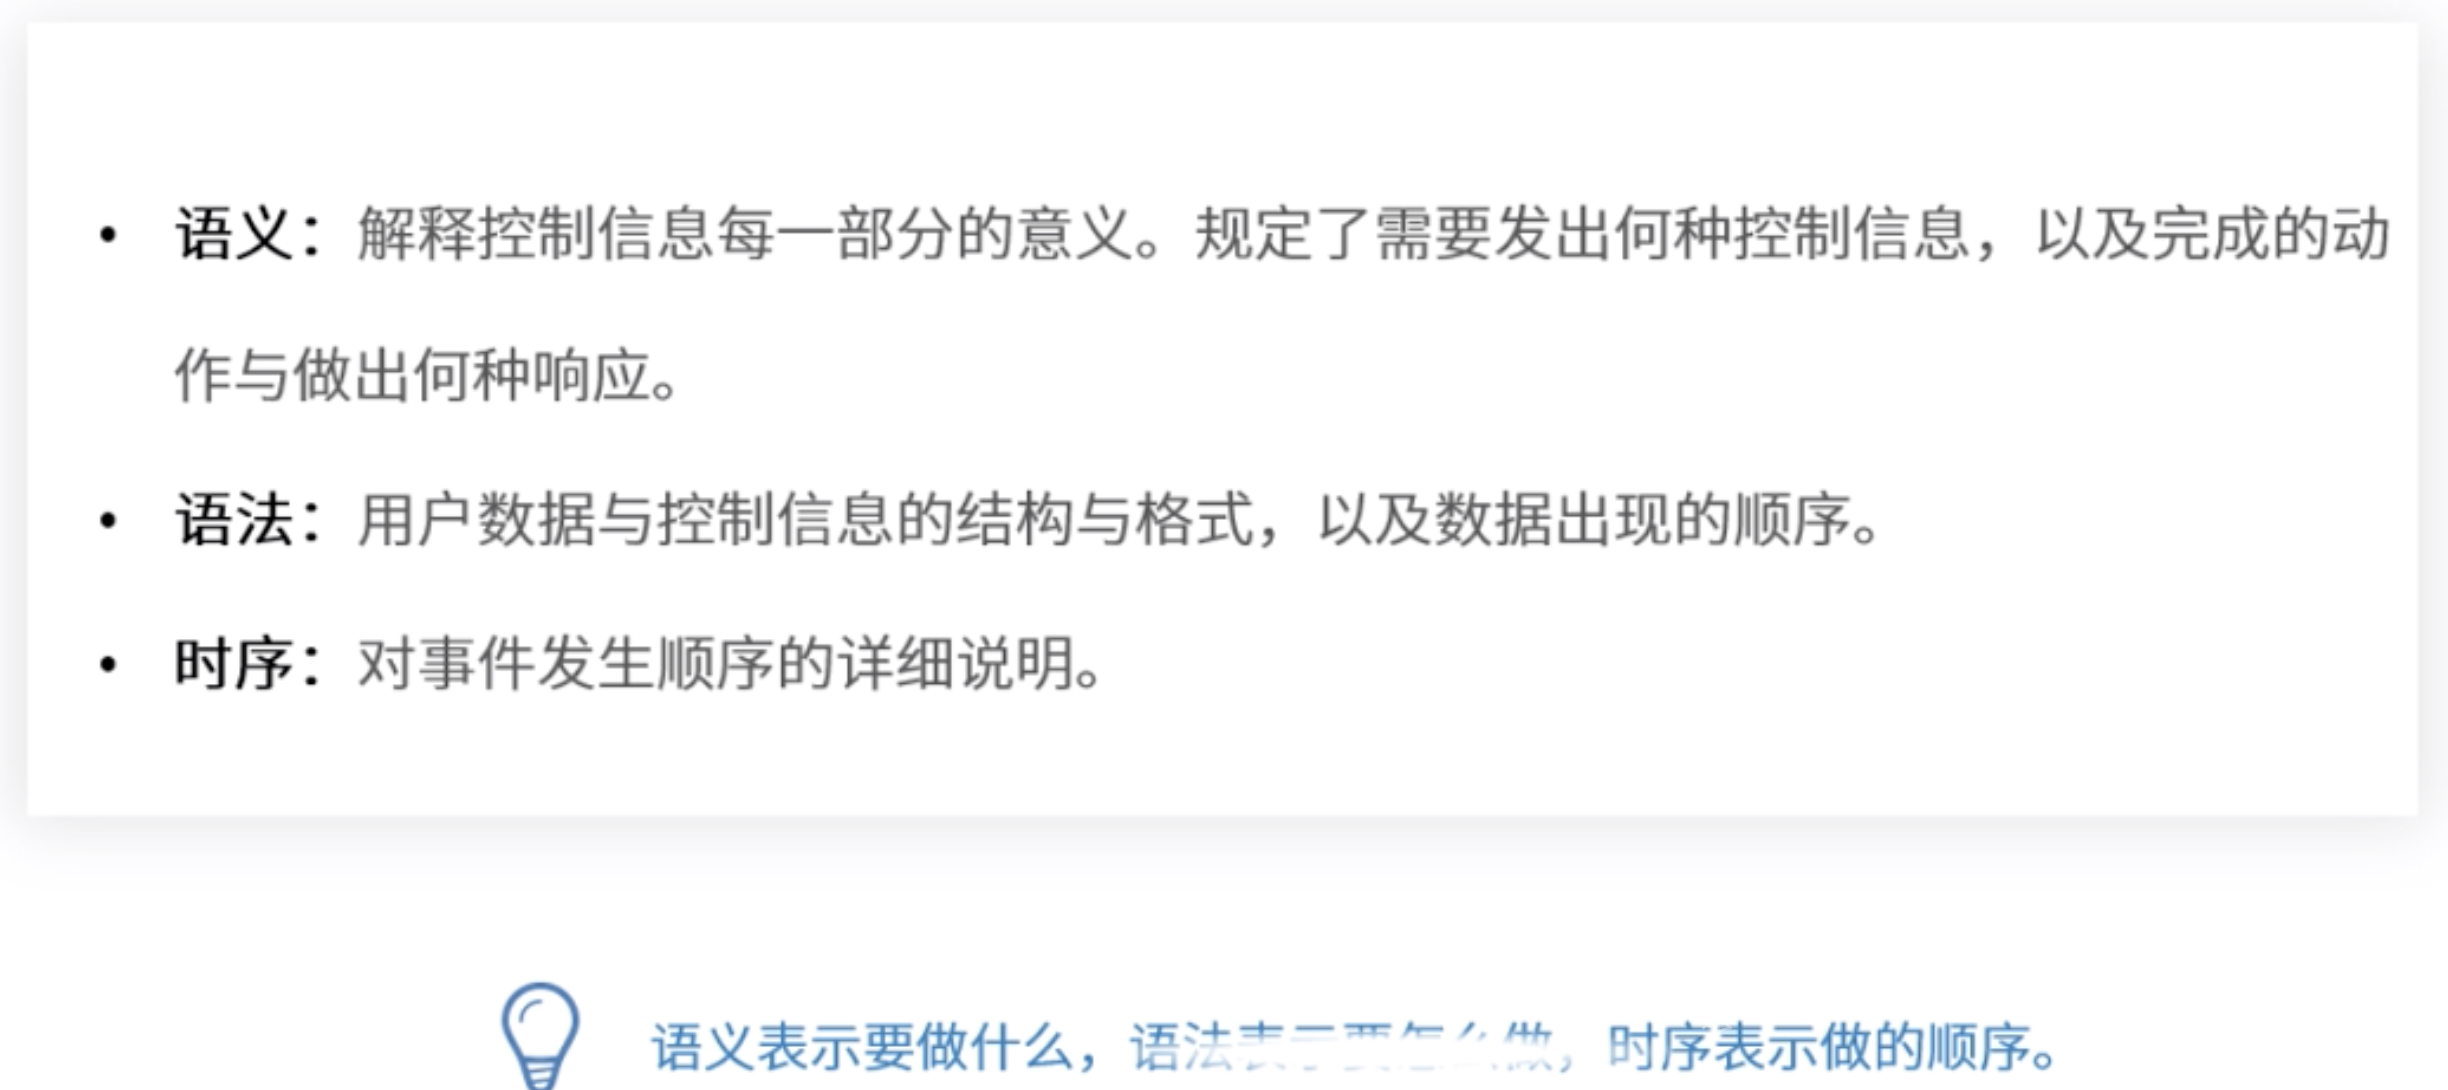 • 语义：解释控制信息每一部分的意义。规定了需要发出何种控制信息，以及完成的动
作与做出何种响应。
• 语法：用户数据与控制信息的结构与格式，以及数据出现的顺序。
• 时序：对事件发生顺序的详细说明。
语义表示要做什么，语法表示要怎么做，时序表示做的顺序。